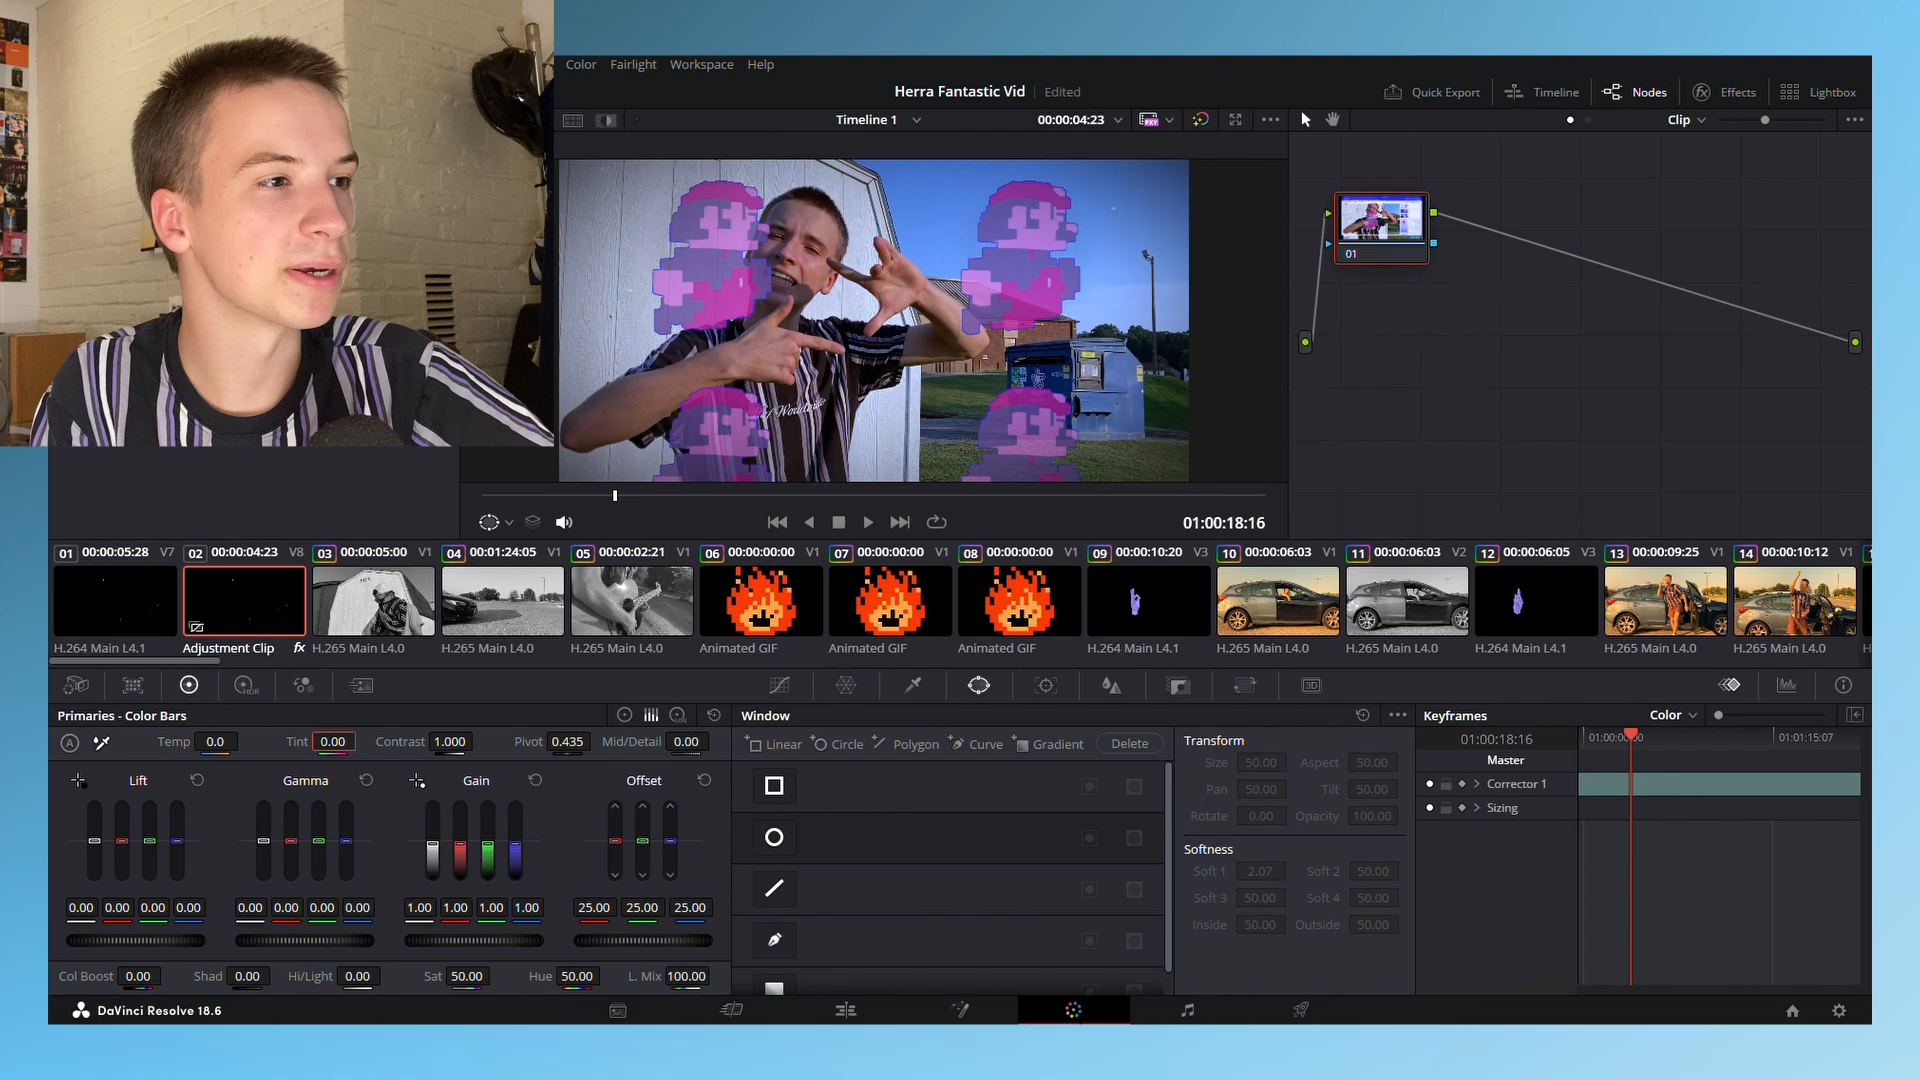 Color Fairlight Workspace Help
Herra Fantastic Vid Edited
Quick Export Timeline Nodes Effects Lightbox
Timeline 1 00:00:04:23 PXY Clip
01
01:00:18:16
01 00:00:05:28 V7 02 00:00:04:23 V8 03 00:00:05:00 V1 04 00:01:24:05 V1 05 00:00:02:21 V1 06 00:00:00:00 V1 07 00:00:00:00 V1 08 00:00:00:00 V1 09 00:00:10:20 V3 10 00:00:06:03 V1 11 00:00:06:03 V2 12 00:00:06:05 V3 13 00:00:09:25 V1 14 00:00:10:12 V1
H.264 Main L4.1 Adjustment Clip fx H.265 Main L4.0 H.265 Main L4.0 H.265 Main L4.0 Animated GIF Animated GIF Animated GIF H.264 Main L4.1 H.265 Main L4.0 H.265 Main L4.0 H.264 Main L4.1 H.265 Main L4.0 H.265 Main L4.0
HDR 3D
Primaries - Color Bars LOG
A Temp 0.0 Tint 0.00 Contrast 1.000 Pivot 0.435 Mid/Detail 0.00
Lift Gamma Gain Offset
0.00 0.00 0.00 0.00 0.00 0.00 0.00 0.00 1.00 1.00 1.00 1.00 25.00 25.00 25.00
Col Boost 0.00 Shad 0.00 Hi/Light 0.00 Sat 50.00 Hue 50.00 L. Mix 100.00
Window
Linear Circle Polygon Curve Gradient Delete
Transform
Size 50.00 Aspect 50.00
Pan 50.00 Tilt 50.00
Rotate 0.00 Opacity 100.00
Softness
Soft 1 2.07 Soft 2 50.00
Soft 3 50.00 Soft 4 50.00
Inside 50.00 Outside 50.00
Keyframes Color
01:00:18:16 01:00:00:00 01:01:15:07
Master
Corrector 1
Sizing
DaVinci Resolve 18.6